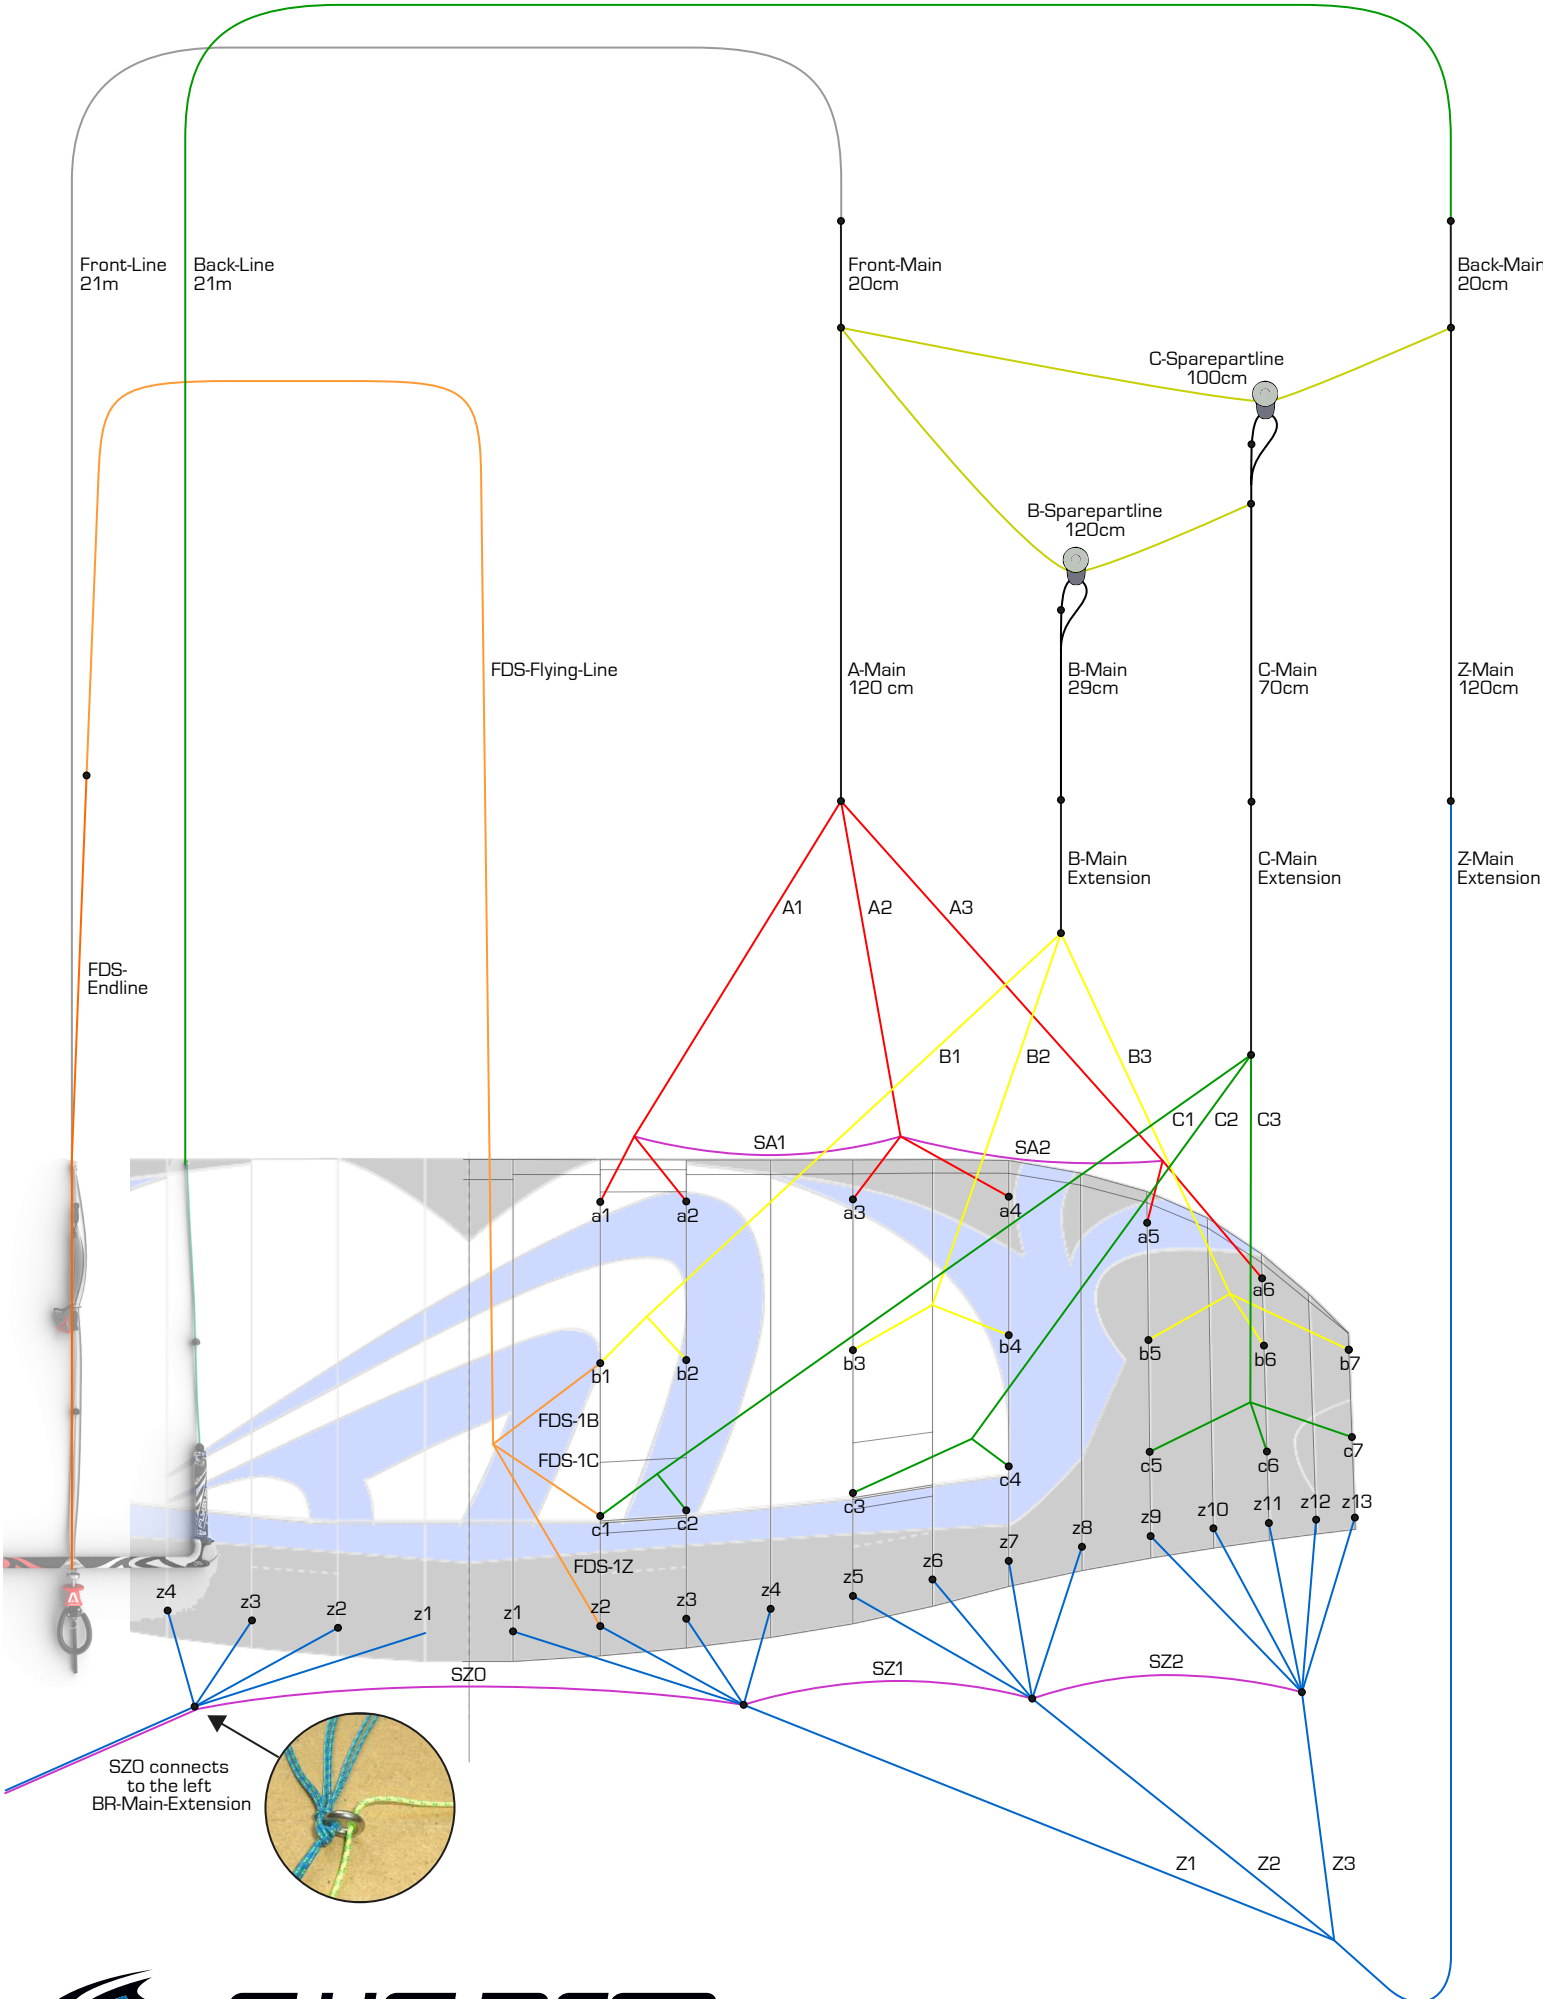 Front-Line
21m
Back-Line
21m
Front-Main
20cm
Back-Main
20cm
C-Sparepartline
100cm
B-Sparepartline
120cm
FDS-Flying-Line
A-Main
120 cm
B-Main
29cm
C-Main
70cm
Z-Main
120cm
B-Main
Extension
C-Main
Extension
Z-Main
Extension
A1
A2
A3
FDS-
Endline
B1
B2
B3
C1
C2
C3
SA1
SA2
a1
a2
a3
a4
a5
a6
b1
b2
b3
b4
b5
b6
b7
FDS-1B
FDS-1C
c1
c2
c3
c4
c5
c6
c7
FDS-1Z
z4
z3
z2
z1
z1
z2
z3
z4
z5
z6
z7
z8
z9
z10
z11
z12
z13
SZ0
SZ1
SZ2
SZ0 connects
to the left
BR-Main-Extension
Z1
Z2
Z3